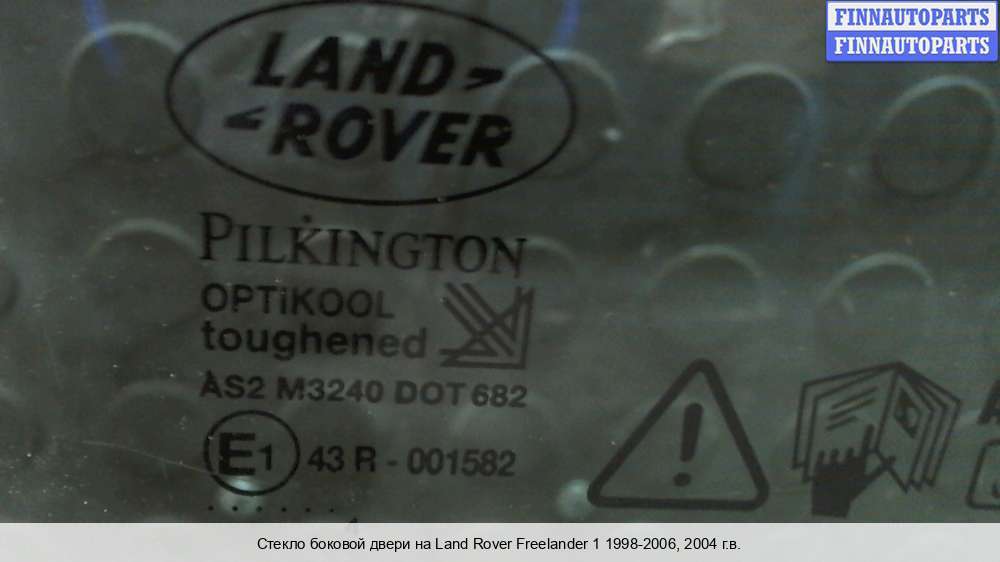 FINNAUTOPARTS
FINNAUTOPARTS
LAND
ROVER
PILKINGTON
OPTIKOOL
toughened
AS2 M3240 DOT 682
E1 43 R - 001582
Стекло боковой двери на Land Rover Freelander 1 1998-2006, 2004 г.в.